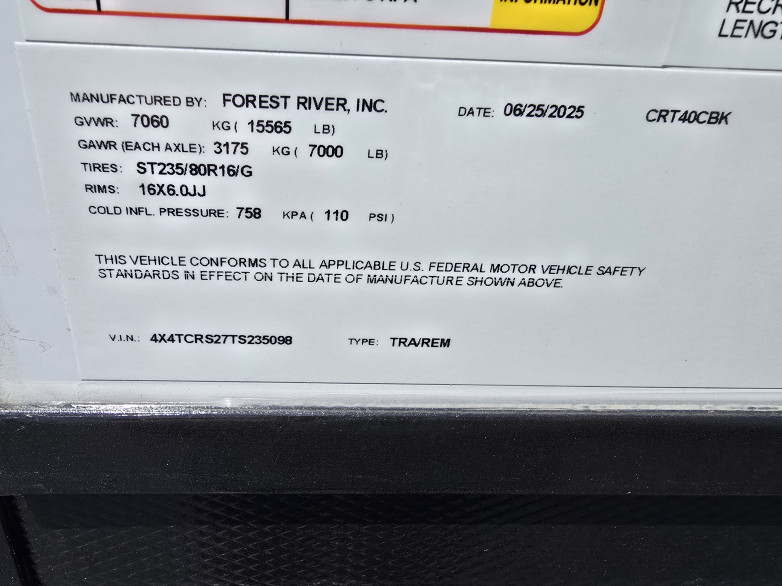 INFORMATION
RECR
LENGT
MANUFACTURED BY: FOREST RIVER, INC.
DATE: 06/25/2025
CRT40CBK
GVWR: 7060 KG ( 15565 LB)
GAWR (EACH AXLE): 3175 KG ( 7000 LB)
TIRES: ST235/80R16/G
RIMS: 16X6.0JJ
COLD INFL. PRESSURE: 758 KPA ( 110 PSI )
THIS VEHICLE CONFORMS TO ALL APPLICABLE U.S. FEDERAL MOTOR VEHICLE SAFETY
STANDARDS IN EFFECT ON THE DATE OF MANUFACTURE SHOWN ABOVE.
V.I.N.: 4X4TCRS27TS235098 TYPE: TRA/REM